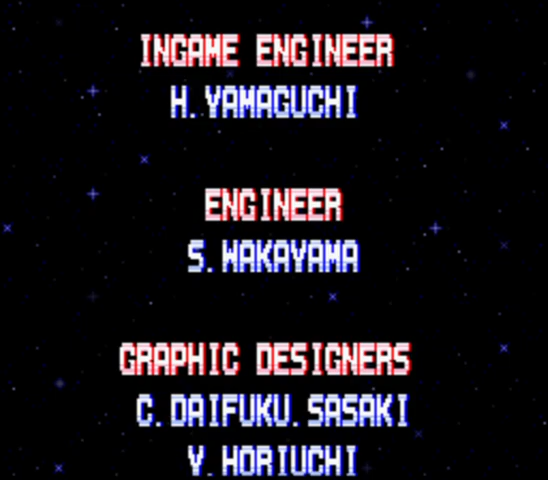 INGAME ENGINEER
H. YAMAGUCHI
ENGINEER
S. WAKAYAMA
GRAPHIC DESIGNERS
C. DAIFUKU. SASAKI
Y. HORIUCHI